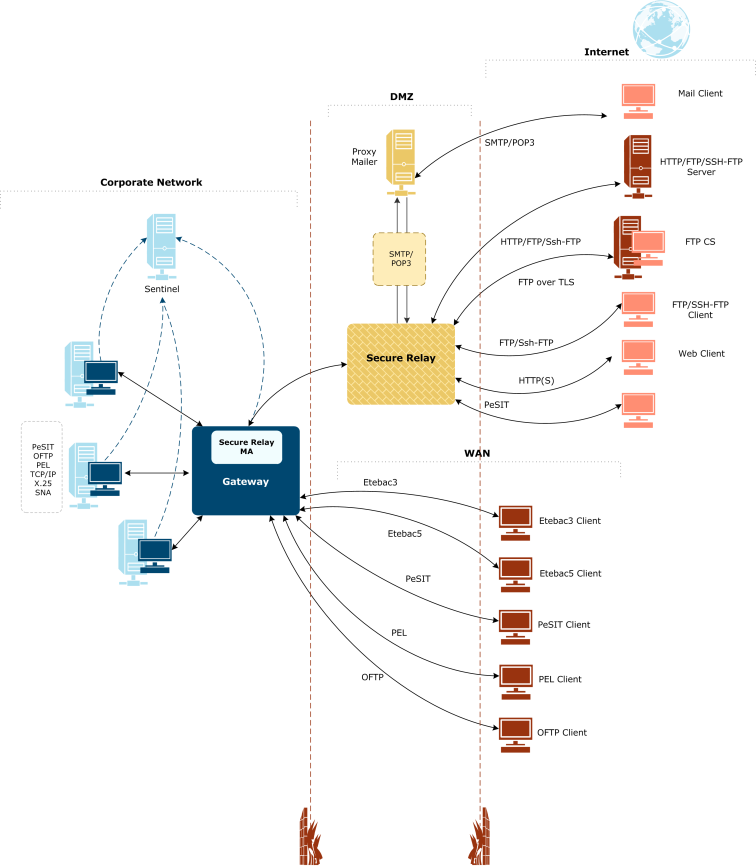 Internet
DMZ
Mail Client
SMTP/POP3
Proxy
Mailer
HTTP/FTP/SSH-FTP
Server
Corporate Network
HTTP/FTP/Ssh-FTP
FTP CS
SMTP/
POP3
Sentinel
FTP over TLS
FTP/SSH-FTP
Client
FTP/Ssh-FTP
Secure Relay
Web Client
HTTP(S)
PeSIT
PeSIT
OFTP
PEL
TCP/IP
X.25
SNA
Secure Relay
MA
Gateway
WAN
Etebac3
Etebac3 Client
Etebac5
Etebac5 Client
PeSIT
PeSIT Client
PEL
PEL Client
OFTP
OFTP Client